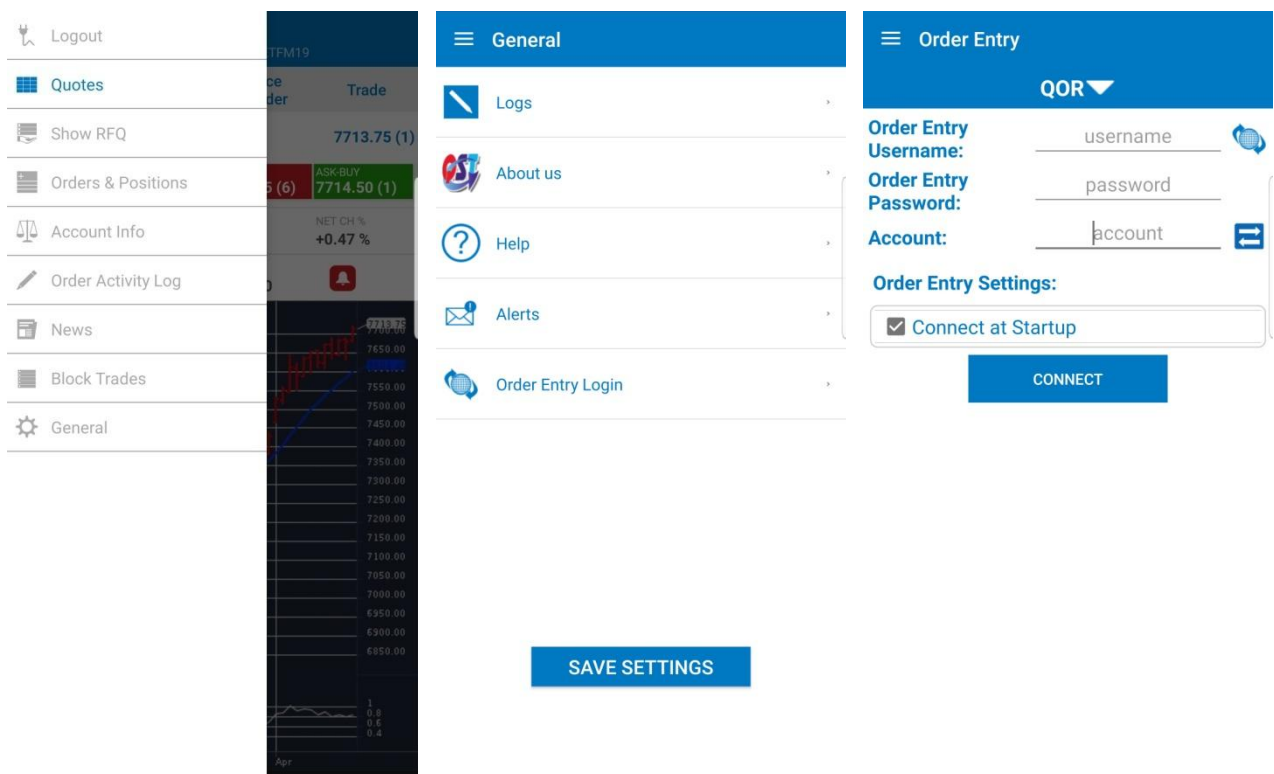 Logout
Quotes
Show RFQ
Orders & Positions
Account Info
Order Activity Log
News
Block Trades
General
TFM19
Trade
7713.75 (1)
5 (6)
ASK-BUY
7714.50 (1)
NET CH %
+0.47 %
7713.75
7700.00
7650.00
7550.00
7500.00
7450.00
7400.00
7350.00
7300.00
7250.00
7200.00
7150.00
7100.00
7050.00
7000.00
6950.00
6900.00
6850.00
1
0.8
0.6
0.4
Apr
General
Logs
QST
About us
? Help
Alerts
Order Entry Login
SAVE SETTINGS
Order Entry
QOR
Order Entry
Username:
username
Order Entry
Password:
password
Account:
account
Order Entry Settings:
Connect at Startup
CONNECT